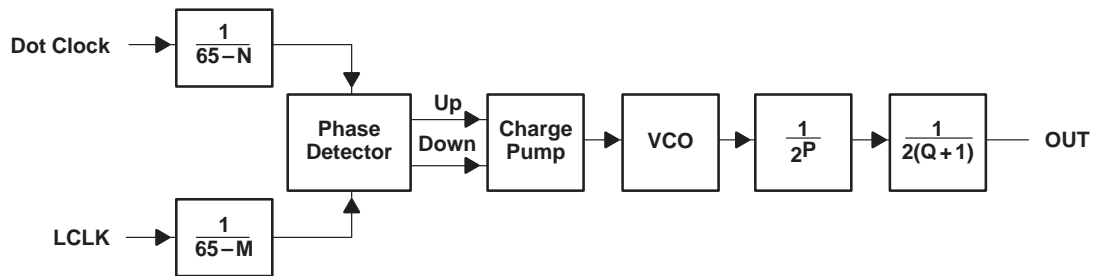 Dot Clock
1
65–N
Phase
Detector
Up
Down
Charge
Pump
VCO
1
2P
1
2(Q+1)
OUT
LCLK
1
65–M